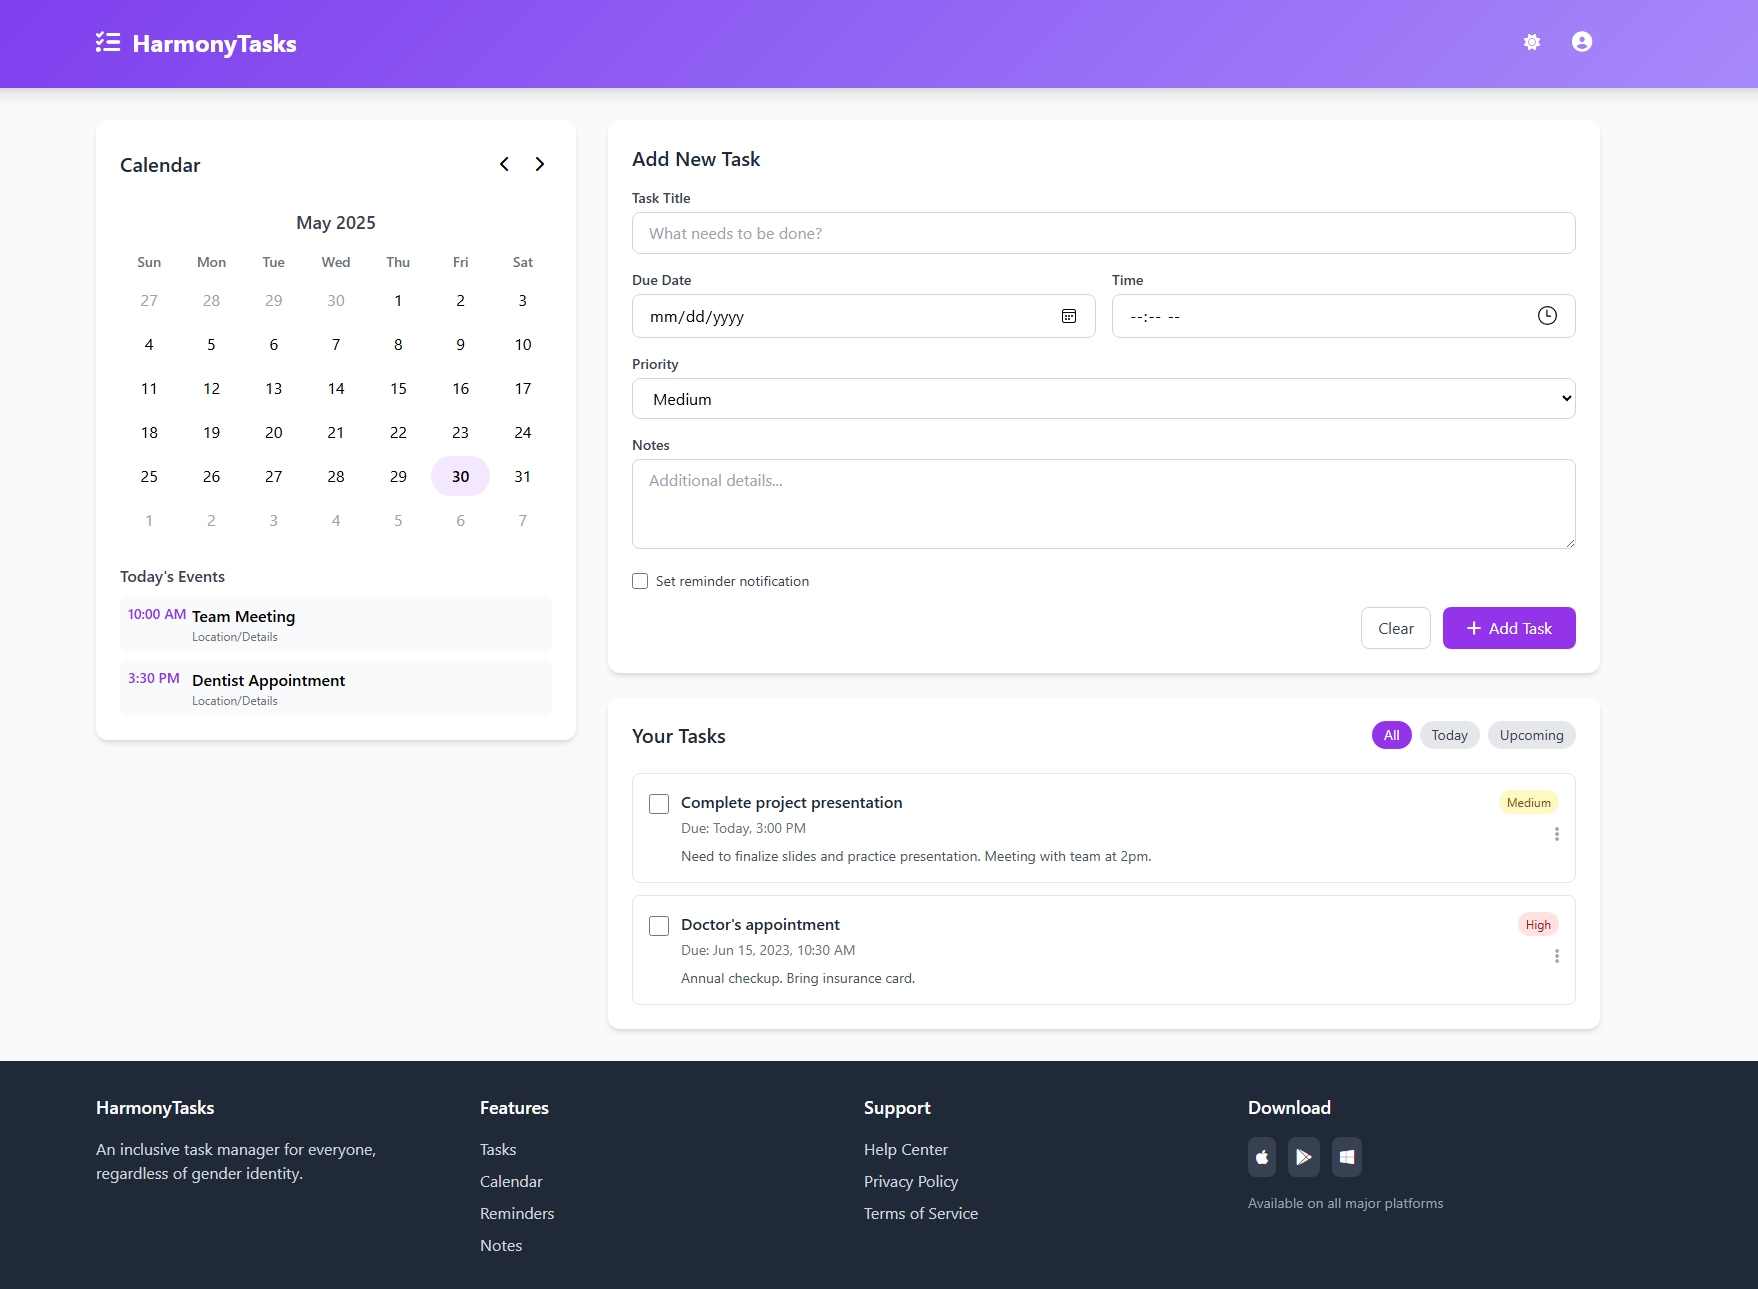 HarmonyTasks
Calendar
May 2025
Sun Mon Tue Wed Thu Fri Sat
27 28 29 30 1 2 3
4 5 6 7 8 9 10
11 12 13 14 15 16 17
18 19 20 21 22 23 24
25 26 27 28 29 30 31
1 2 3 4 5 6 7
Today's Events
10:00 AM Team Meeting
Location/Details
3:30 PM Dentist Appointment
Location/Details
Add New Task
Task Title
What needs to be done?
Due Date Time
mm/dd/yyyy --:-- --
Priority
Medium
Notes
Additional details...
Set reminder notification
Clear Add Task
Your Tasks All Today Upcoming
Complete project presentation Medium
Due: Today, 3:00 PM
Need to finalize slides and practice presentation. Meeting with team at 2pm.
Doctor's appointment High
Due: Jun 15, 2023, 10:30 AM
Annual checkup. Bring insurance card.
HarmonyTasks
An inclusive task manager for everyone,
regardless of gender identity.
Features
Tasks
Calendar
Reminders
Notes
Support
Help Center
Privacy Policy
Terms of Service
Download
Available on all major platforms